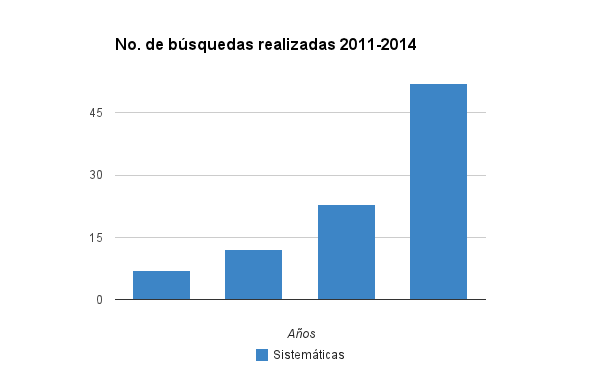 No. de búsquedas realizadas 2011-2014
45
30
15
0
Años
Sistemáticas